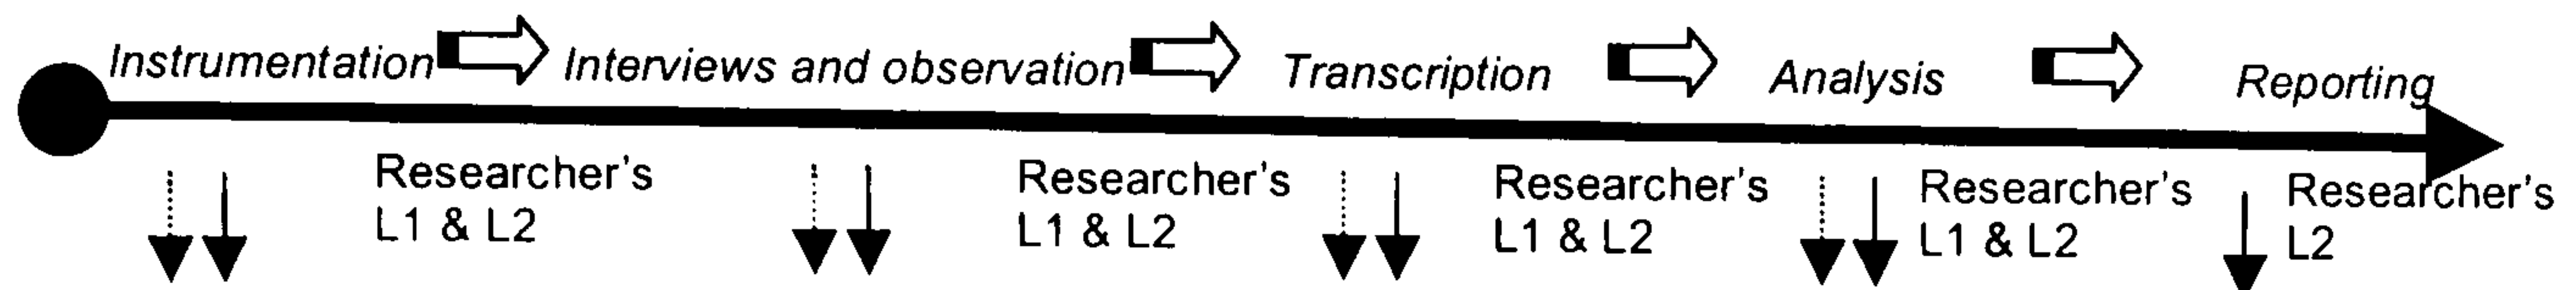 Instrumentation Interviews and observation Transcription Analysis Reporting
Researcher's Researcher's Researcher's Researcher's Researcher's
L1 & L2 L1 & L2 L1 & L2 L1 & L2 L2